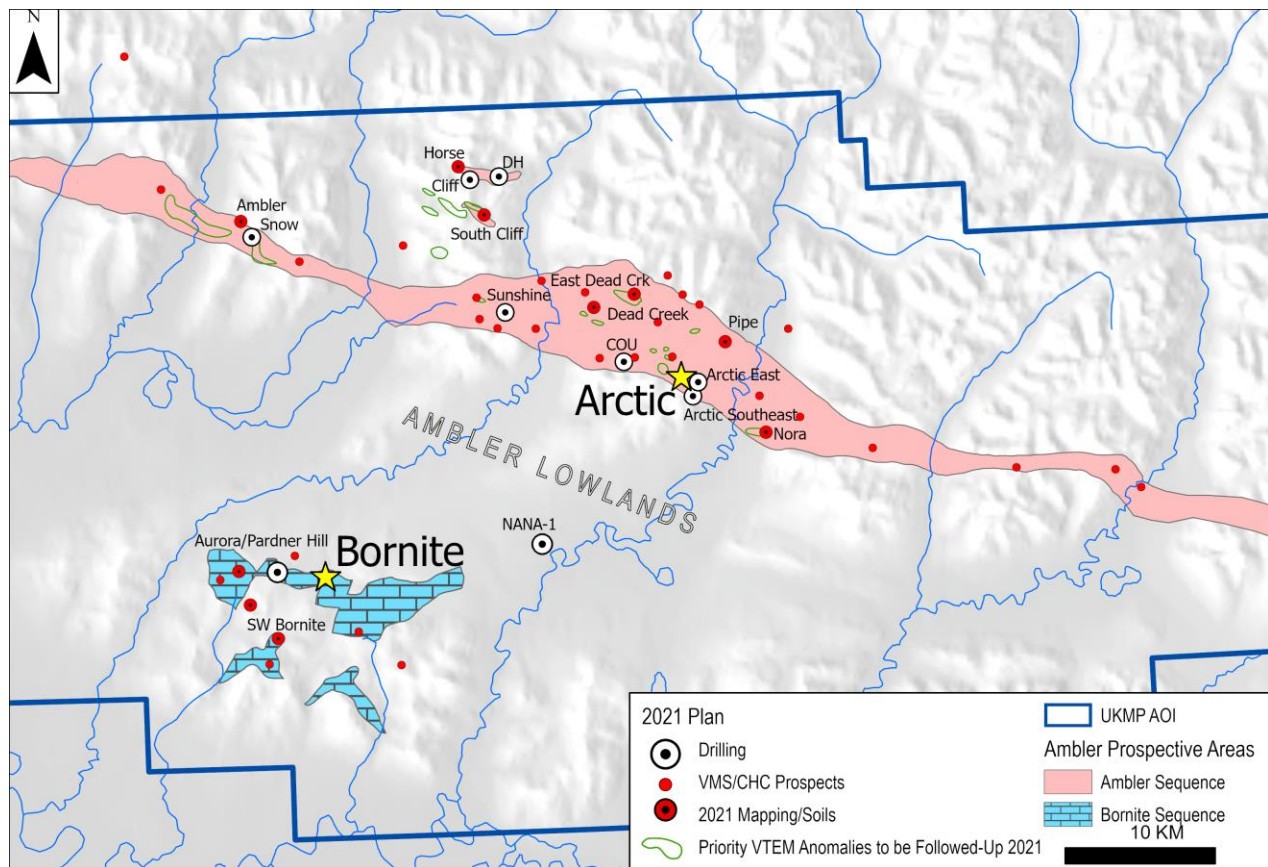 N
Horse
DH
Cliff
Ambler
Snow
South Cliff
East Dead Crk
Sunshine
Dead Creek
Pipe
COU
Arctic East
Arctic
Arctic Southeast
Nora
AMBLER LOWLANDS
NANA-1
Aurora/Pardner Hill
Bornite
SW Bornite
2021 Plan
Drilling
VMS/CHC Prospects
2021 Mapping/Soils
Priority VTEM Anomalies to be Followed-Up 2021
UKMP AOI
Ambler Prospective Areas
Ambler Sequence
Bornite Sequence
10 KM